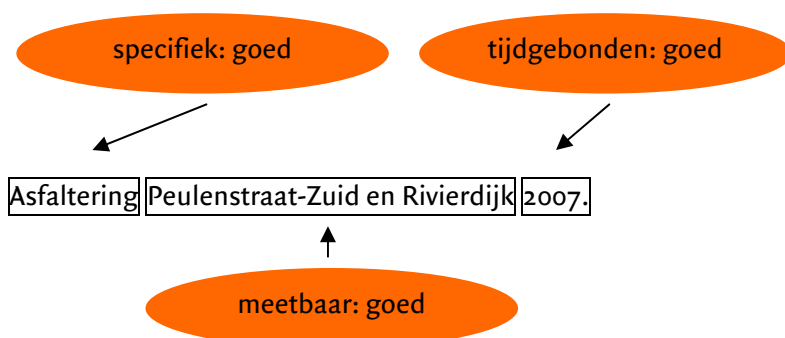 specifiek: goed
tijdgebonden: goed
Asfaltering Peulenstraat-Zuid en Rivierdijk 2007.
meetbaar: goed